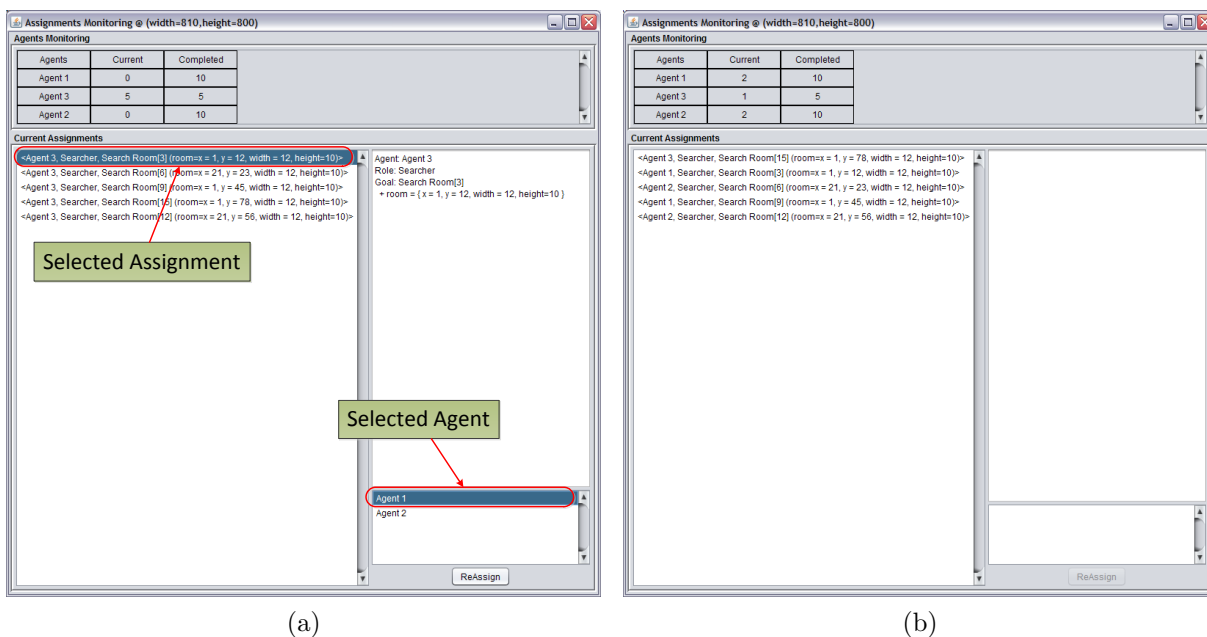 Assignments Monitoring @ (width=810,height=800)
Agents Monitoring
Agents Current Completed
Agent 1 0 10
Agent 3 5 5
Agent 2 0 10
Current Assignments
<Agent 3, Searcher, Search Room[3] (room=x = 1, y = 12, width = 12, height=10)>
<Agent 3, Searcher, Search Room[6] (room=x = 21, y = 23, width = 12, height=10)>
<Agent 3, Searcher, Search Room[9] (room=x = 1, y = 45, width = 12, height=10)>
<Agent 3, Searcher, Search Room[15] (room=x = 1, y = 78, width = 12, height=10)>
<Agent 3, Searcher, Search Room[12] (room=x = 21, y = 56, width = 12, height=10)>
Selected Assignment
Agent: Agent 3
Role: Searcher
Goal: Search Room[3]
+ room = { x = 1, y = 12, width = 12, height=10 }
Selected Agent
Agent 1
Agent 2
ReAssign
(a)
Assignments Monitoring @ (width=810,height=800)
Agents Monitoring
Agents Current Completed
Agent 1 2 10
Agent 3 1 5
Agent 2 2 10
Current Assignments
<Agent 3, Searcher, Search Room[15] (room=x = 1, y = 78, width = 12, height=10)>
<Agent 1, Searcher, Search Room[3] (room=x = 1, y = 12, width = 12, height=10)>
<Agent 2, Searcher, Search Room[6] (room=x = 21, y = 23, width = 12, height=10)>
<Agent 1, Searcher, Search Room[9] (room=x = 1, y = 45, width = 12, height=10)>
<Agent 2, Searcher, Search Room[12] (room=x = 21, y = 56, width = 12, height=10)>
ReAssign
(b)